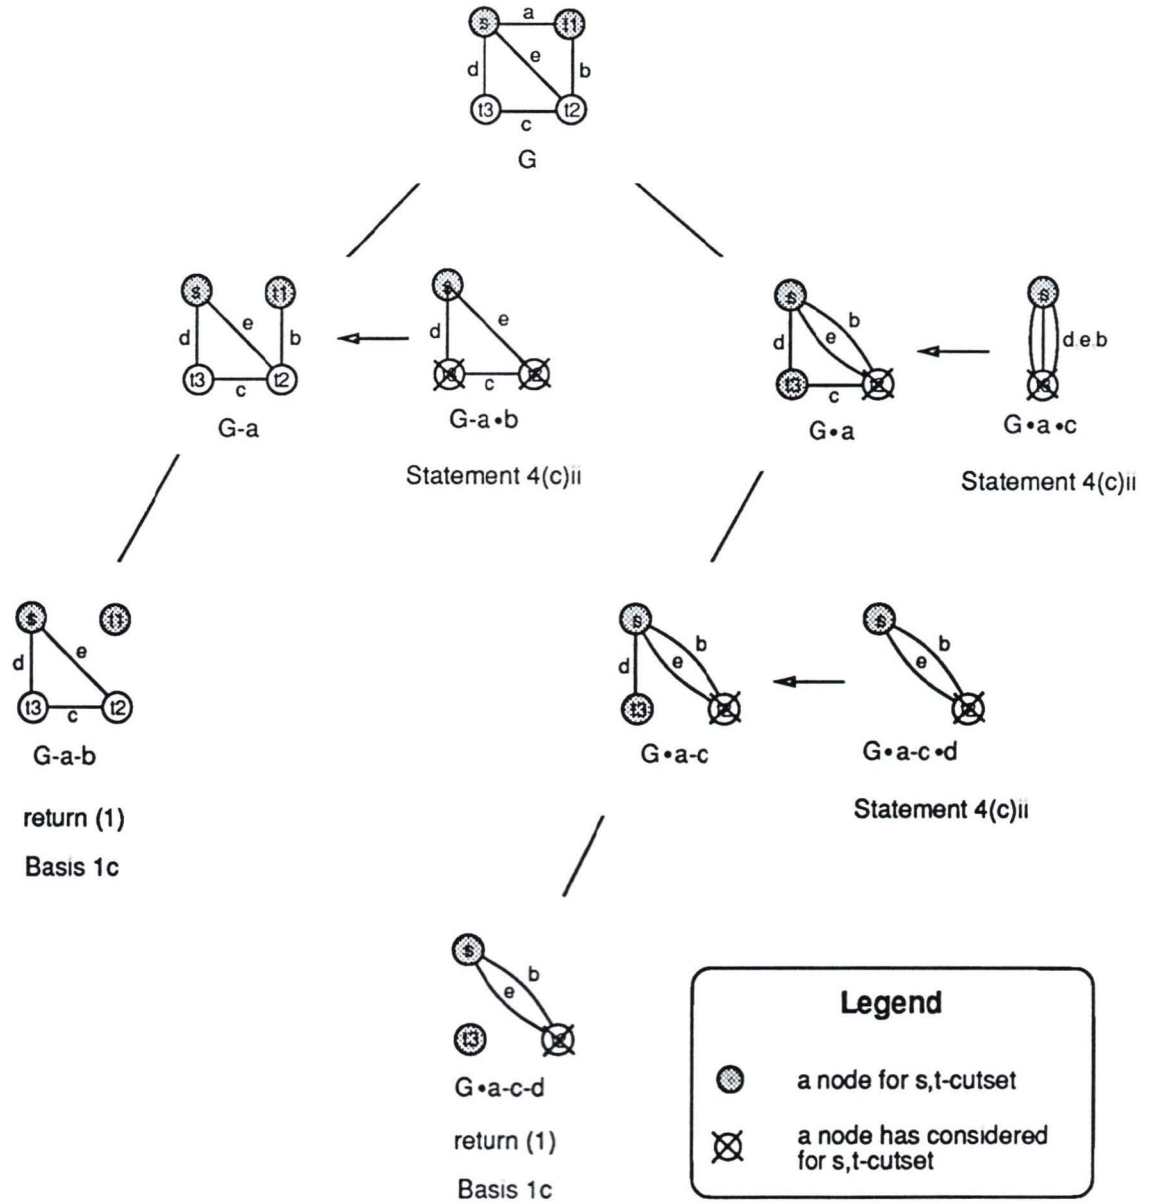 s a t1
d e b
t3 c t2
G
s t1 s
d e b d e
t3 c t2 c
G-a
G-a•b
Statement 4(c)ii
s s
d e b d.e.b
t3 c
G•a
G•a•c
Statement 4(c)ii
s t1
d e
t3 c t2
G-a-b
return (1)
Basis 1c
s s
d e b e b
t3
G•a-c
G•a-c•d
Statement 4(c)ii
s
e b
t3
G•a-c-d
return (1)
Basis 1c
Legend
a node for s,t-cutset
a node has considered
for s,t-cutset